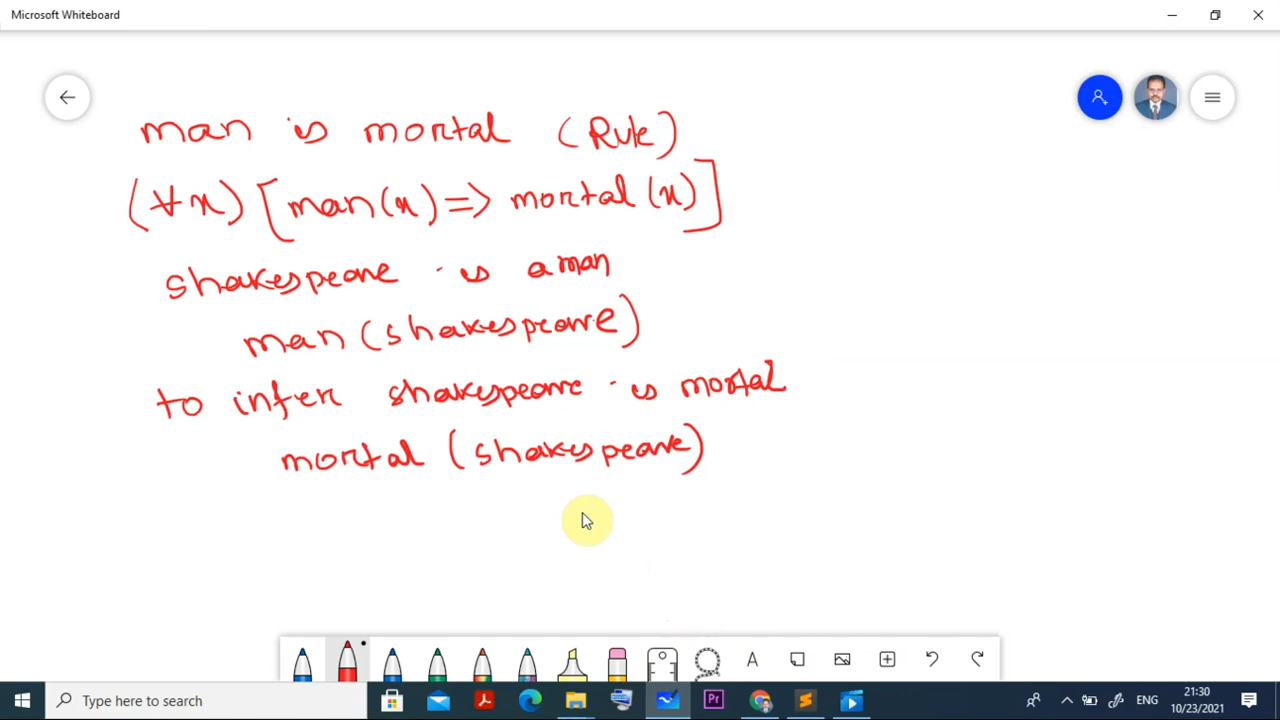 Microsoft Whiteboard
man is mortal (Rule)
(∀x) [man(x) => mortal(x)]
shakespeare is a man
man (shakespeare)
to infer shakespeare is mortal
mortal (shakespeare)
A
Type here to search
Pr
ENG
21:30
10/23/2021